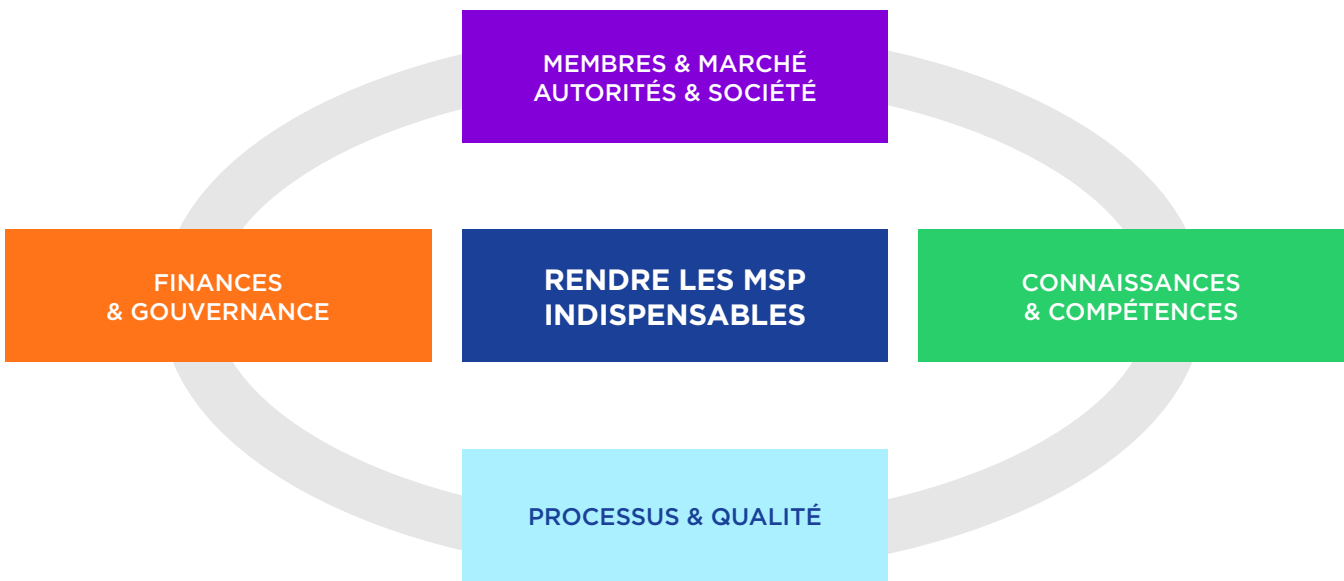 MEMBRES & MARCHÉ
AUTORITÉS & SOCIÉTÉ
FINANCES
& GOUVERNANCE
RENDRE LES MSP
INDISPENSABLES
CONNAISSANCES
& COMPÉTENCES
PROCESSUS & QUALITÉ